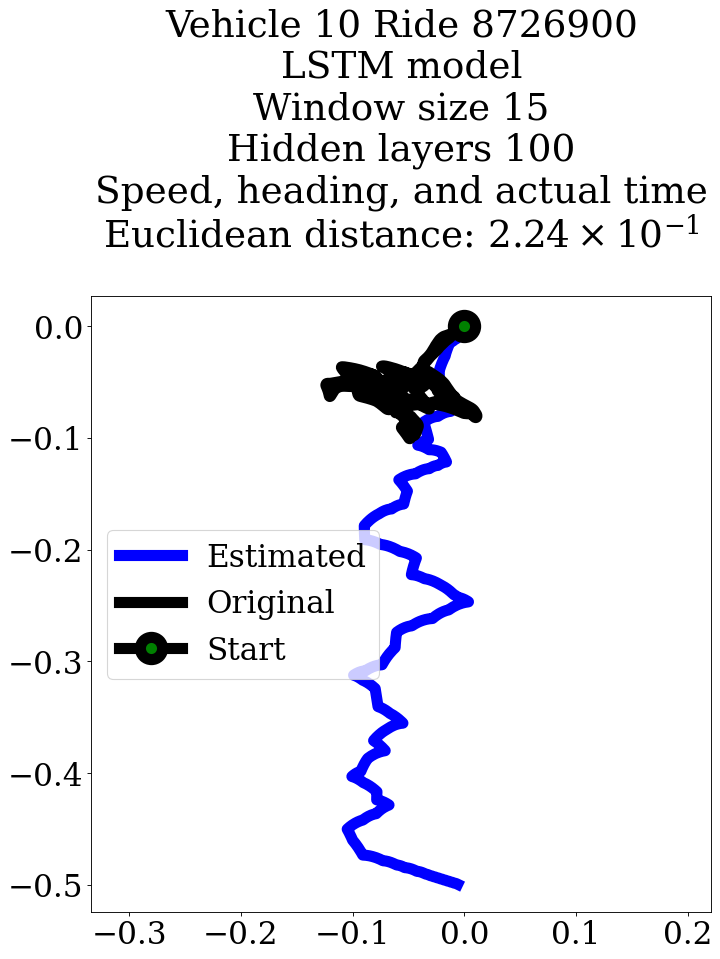 Vehicle 10 Ride 8726900
LSTM model
Window size 15
Hidden layers 100
Speed, heading, and actual time
Euclidean distance: 2.24 × 10⁻¹
0.0
−0.1
−0.2
−0.3
−0.4
−0.5
Estimated
Original
Start
−0.3 −0.2 −0.1 0.0 0.1 0.2